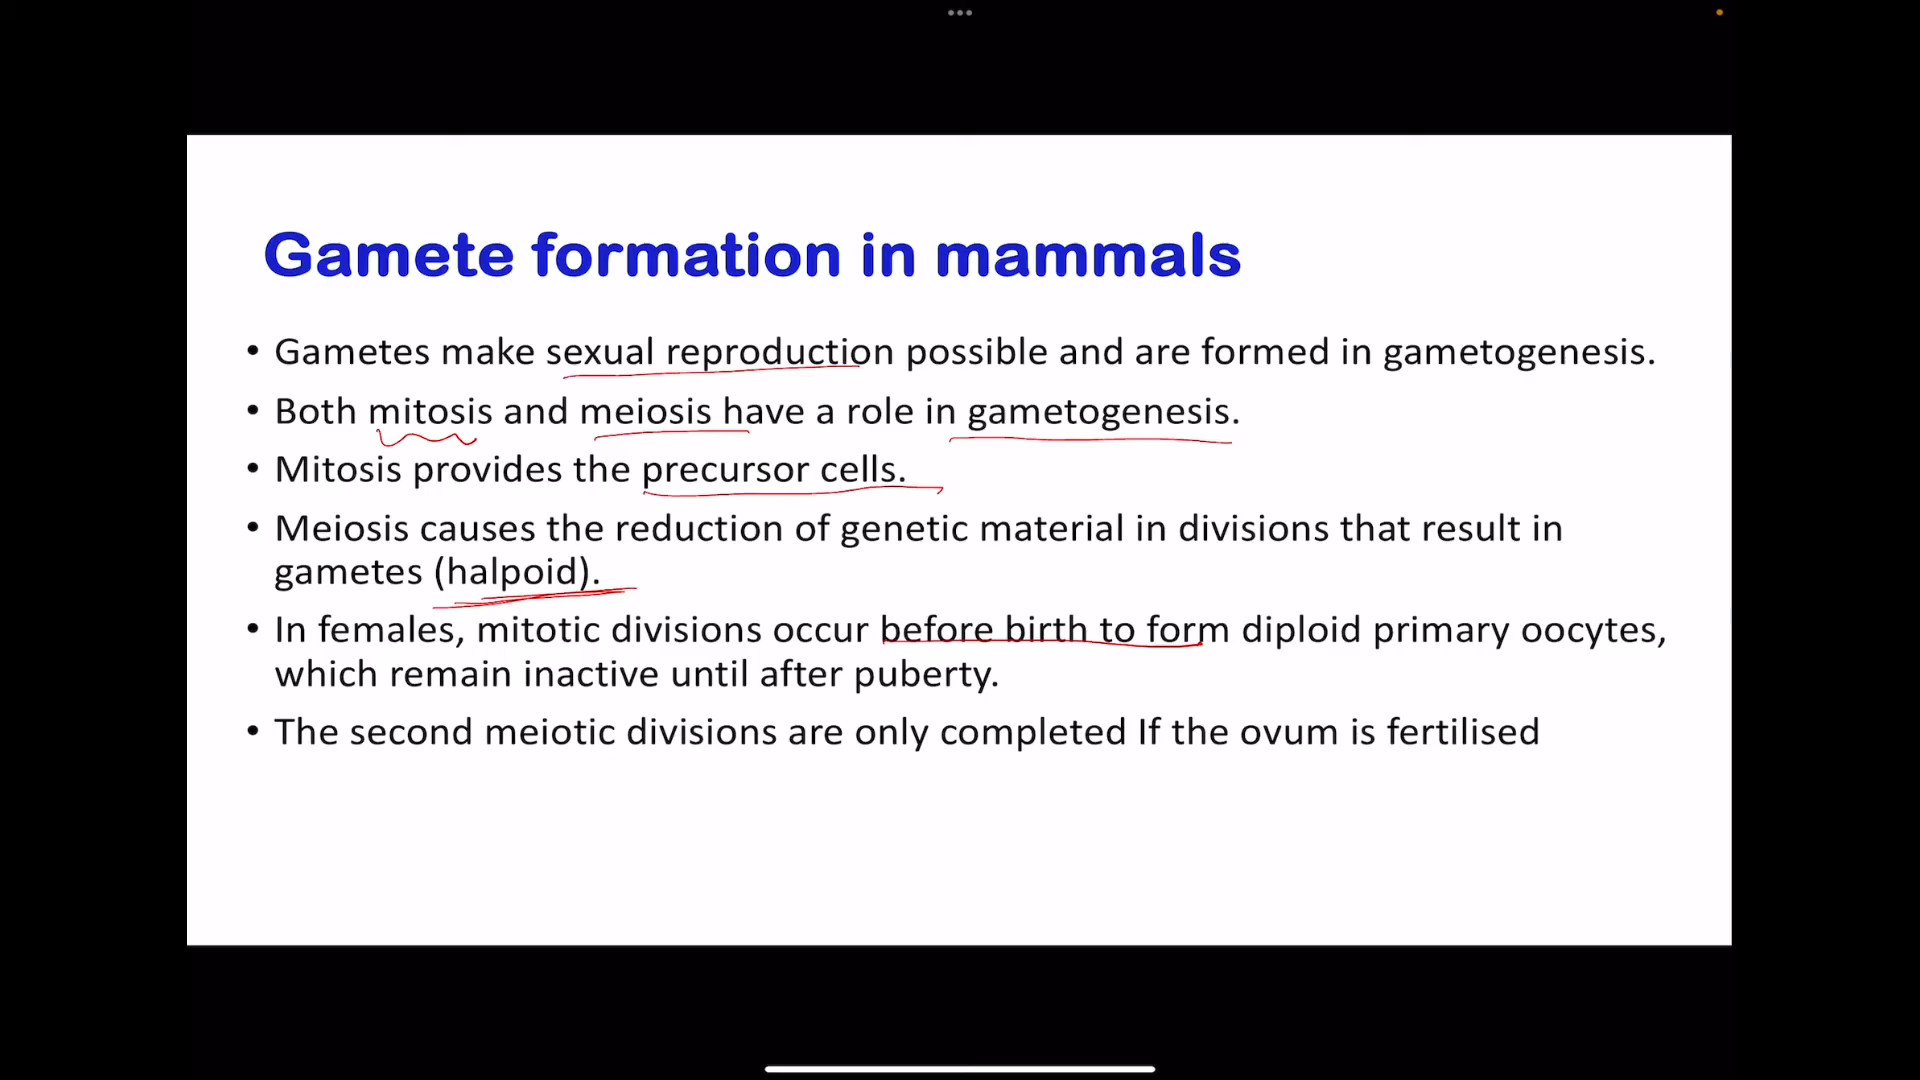 Gamete formation in mammals
• Gametes make sexual reproduction possible and are formed in gametogenesis.
• Both mitosis and meiosis have a role in gametogenesis.
• Mitosis provides the precursor cells.
• Meiosis causes the reduction of genetic material in divisions that result in
gametes (halpoid).
• In females, mitotic divisions occur before birth to form diploid primary oocytes,
which remain inactive until after puberty.
• The second meiotic divisions are only completed If the ovum is fertilised